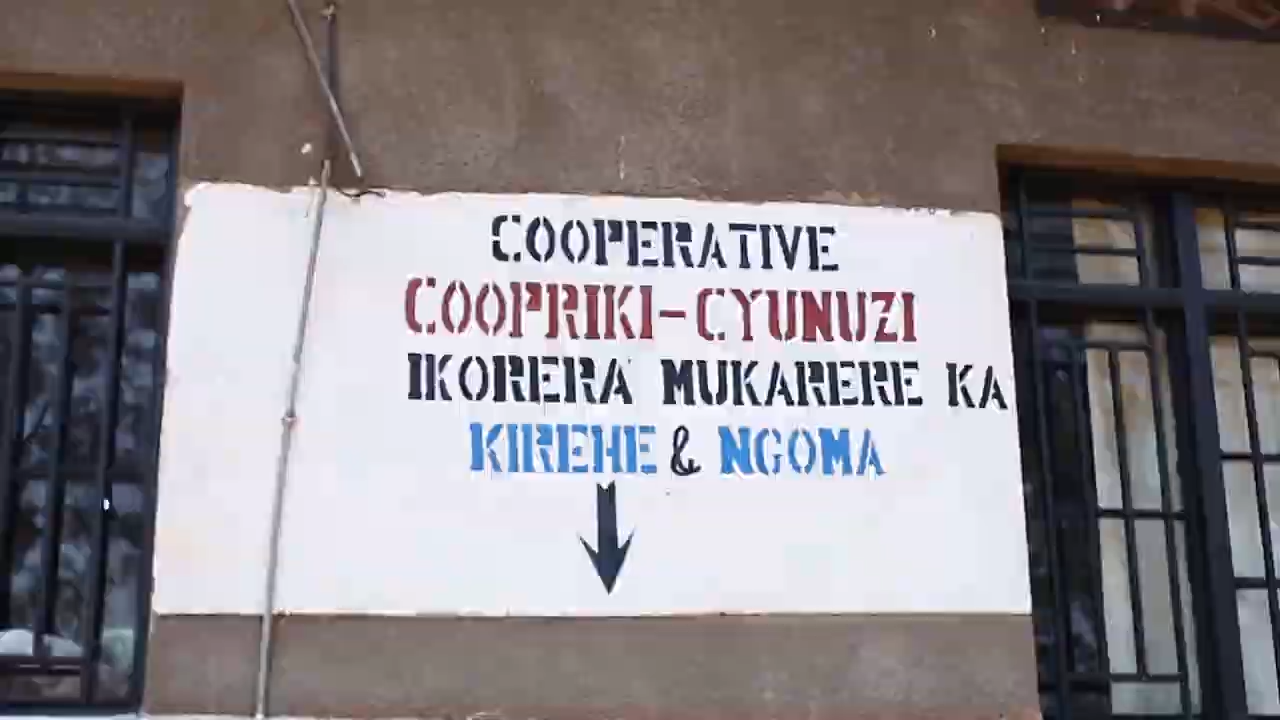 COOPERATIVE
COOPRIKI-CYUNUZI
IKORERA MUKARERE KA
KIREHE & NGOMA